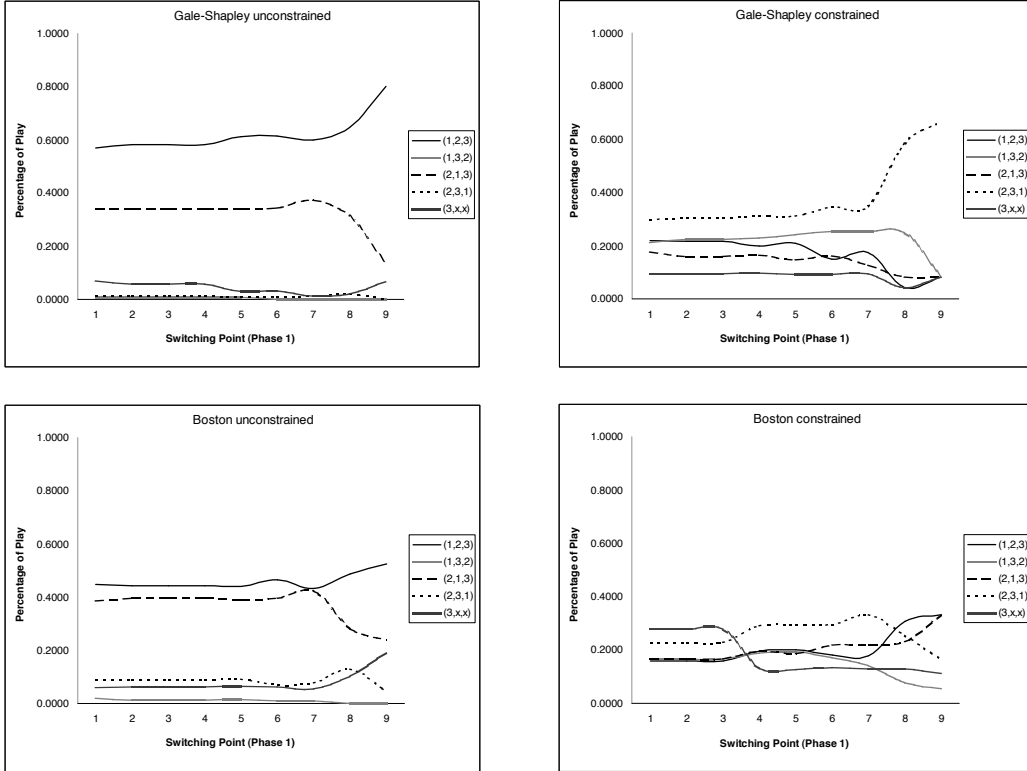 Gale-Shapley unconstrained
1.0000
0.8000
0.6000
0.4000
0.2000
0.0000
Percentage of Play
1 2 3 4 5 6 7 8 9
Switching Point (Phase 1)
(1,2,3)
(1,3,2)
(2,1,3)
(2,3,1)
(3,x,x)
Gale-Shapley constrained
1.0000
0.8000
0.6000
0.4000
0.2000
0.0000
Percentage of Play
1 2 3 4 5 6 7 8 9
Switching Point (Phase 1)
(1,2,3)
(1,3,2)
(2,1,3)
(2,3,1)
(3,x,x)
Boston unconstrained
1.0000
0.8000
0.6000
0.4000
0.2000
0.0000
Percentage of Play
1 2 3 4 5 6 7 8 9
Switching Point (Phase 1)
(1,2,3)
(1,3,2)
(2,1,3)
(2,3,1)
(3,x,x)
Boston constrained
1.0000
0.8000
0.6000
0.4000
0.2000
0.0000
Percentage of Play
1 2 3 4 5 6 7 8 9
Switching Point (Phase 1)
(1,2,3)
(1,3,2)
(2,1,3)
(2,3,1)
(3,x,x)